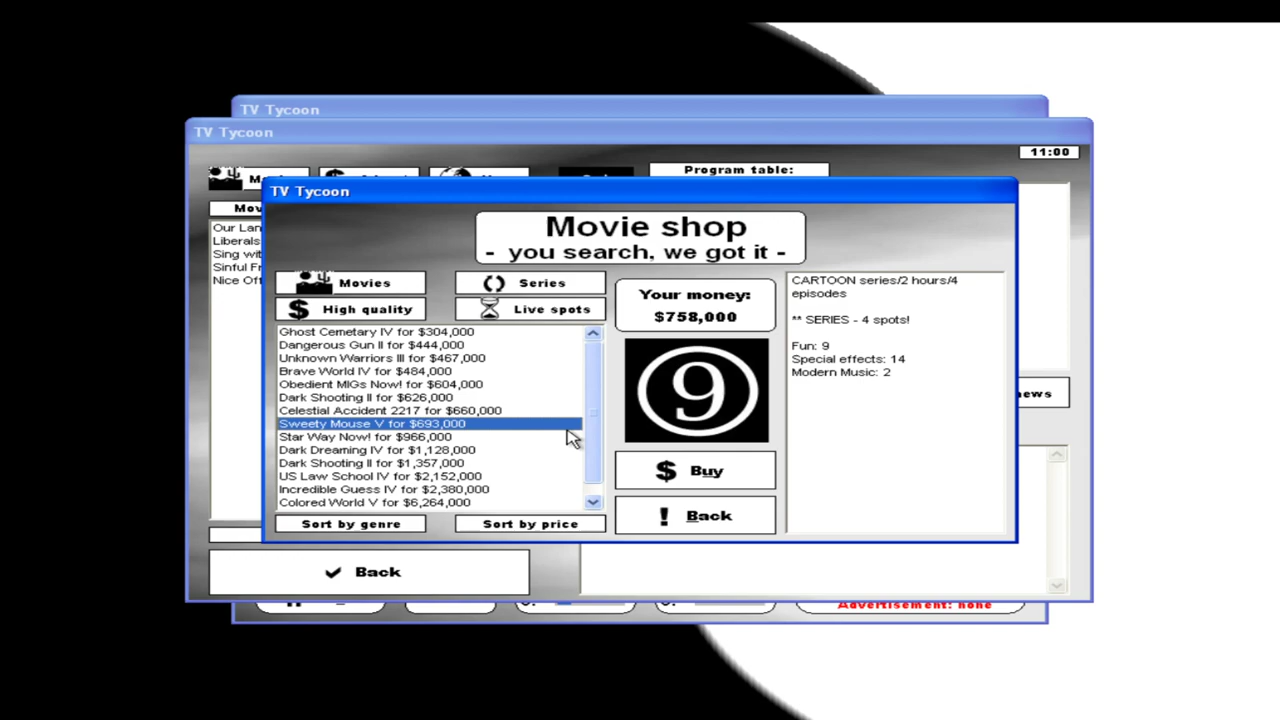 TV Tycoon
TV Tycoon
11:00
Program table:
TV Tycoon
Our Lan
Liberals
Sing wit
Sinful Fr
Nice Off
Movie shop
- you search, we got it -
Movies
Series
High quality
Live spots
Ghost Cemetary IV for $304,000
Dangerous Gun II for $444,000
Unknown Warriors III for $467,000
Brave World IV for $484,000
Obedient MIGs Now! for $604,000
Dark Shooting II for $626,000
Celestial Accident 2217 for $660,000
Sweety Mouse V for $693,000
Star Way Now! for $966,000
Dark Dreaming IV for $1,128,000
Dark Shooting II for $1,357,000
US Law School IV for $2,152,000
Incredible Guess IV for $2,380,000
Colored World V for $6,264,000
Sort by genre
Sort by price
Your money:
$758,000
9
$ Buy
! Back
CARTOON series/2 hours/4
episodes
** SERIES - 4 spots!
Fun: 9
Special effects: 14
Modern Music: 2
news
Back
Advertisement: none